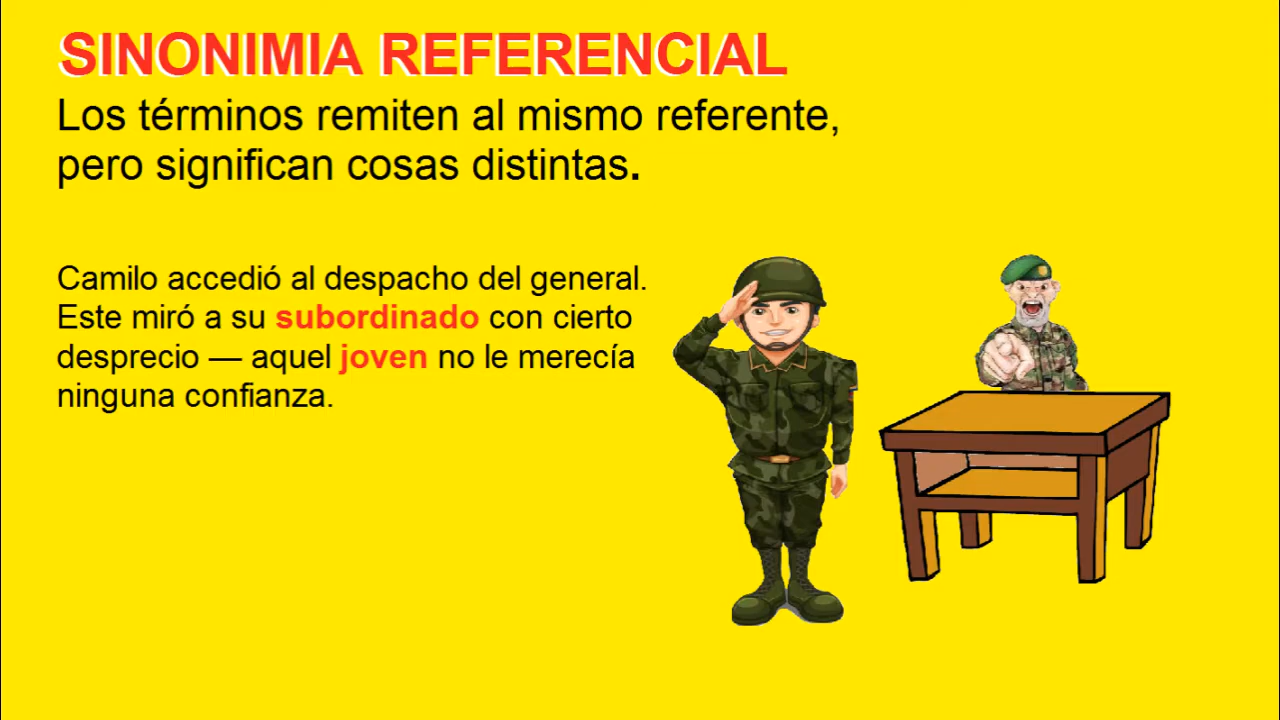 SINONIMIA REFERENCIAL
Los términos remiten al mismo referente,
pero significan cosas distintas.
Camilo accedió al despacho del general.
Este miró a su subordinado con cierto
desprecio — aquel joven no le merecía
ninguna confianza.